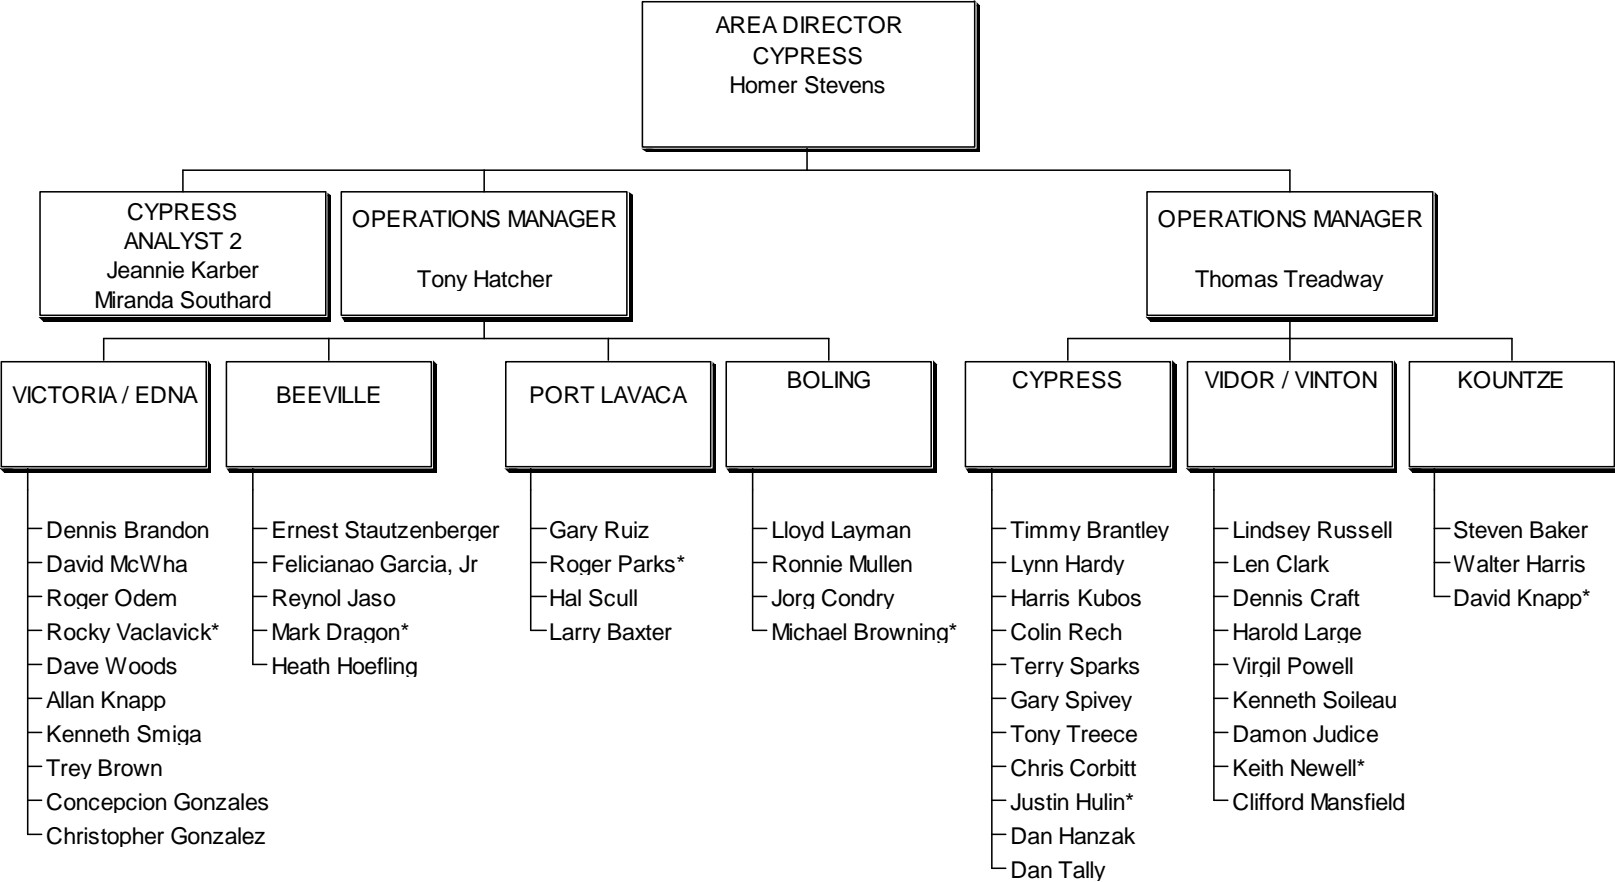 AREA DIRECTOR
CYPRESS
Homer Stevens
CYPRESS
ANALYST 2
Jeannie Karber
Miranda Southard
OPERATIONS MANAGER
Tony Hatcher
OPERATIONS MANAGER
Thomas Treadway
VICTORIA / EDNA
Dennis Brandon
David McWha
Roger Odem
Rocky Vaclavick*
Dave Woods
Allan Knapp
Kenneth Smiga
Trey Brown
Concepcion Gonzales
Christopher Gonzalez
BEEVILLE
Ernest Stautzenberger
Felicianao Garcia, Jr
Reynol Jaso
Mark Dragon*
Heath Hoefling
PORT LAVACA
Gary Ruiz
Roger Parks*
Hal Scull
Larry Baxter
BOLING
Lloyd Layman
Ronnie Mullen
Jorg Condry
Michael Browning*
CYPRESS
Timmy Brantley
Lynn Hardy
Harris Kubos
Colin Rech
Terry Sparks
Gary Spivey
Tony Treece
Chris Corbitt
Justin Hulin*
Dan Hanzak
Dan Tally
VIDOR / VINTON
Lindsey Russell
Len Clark
Dennis Craft
Harold Large
Virgil Powell
Kenneth Soileau
Damon Judice
Keith Newell*
Clifford Mansfield
KOUNTZE
Steven Baker
Walter Harris
David Knapp*